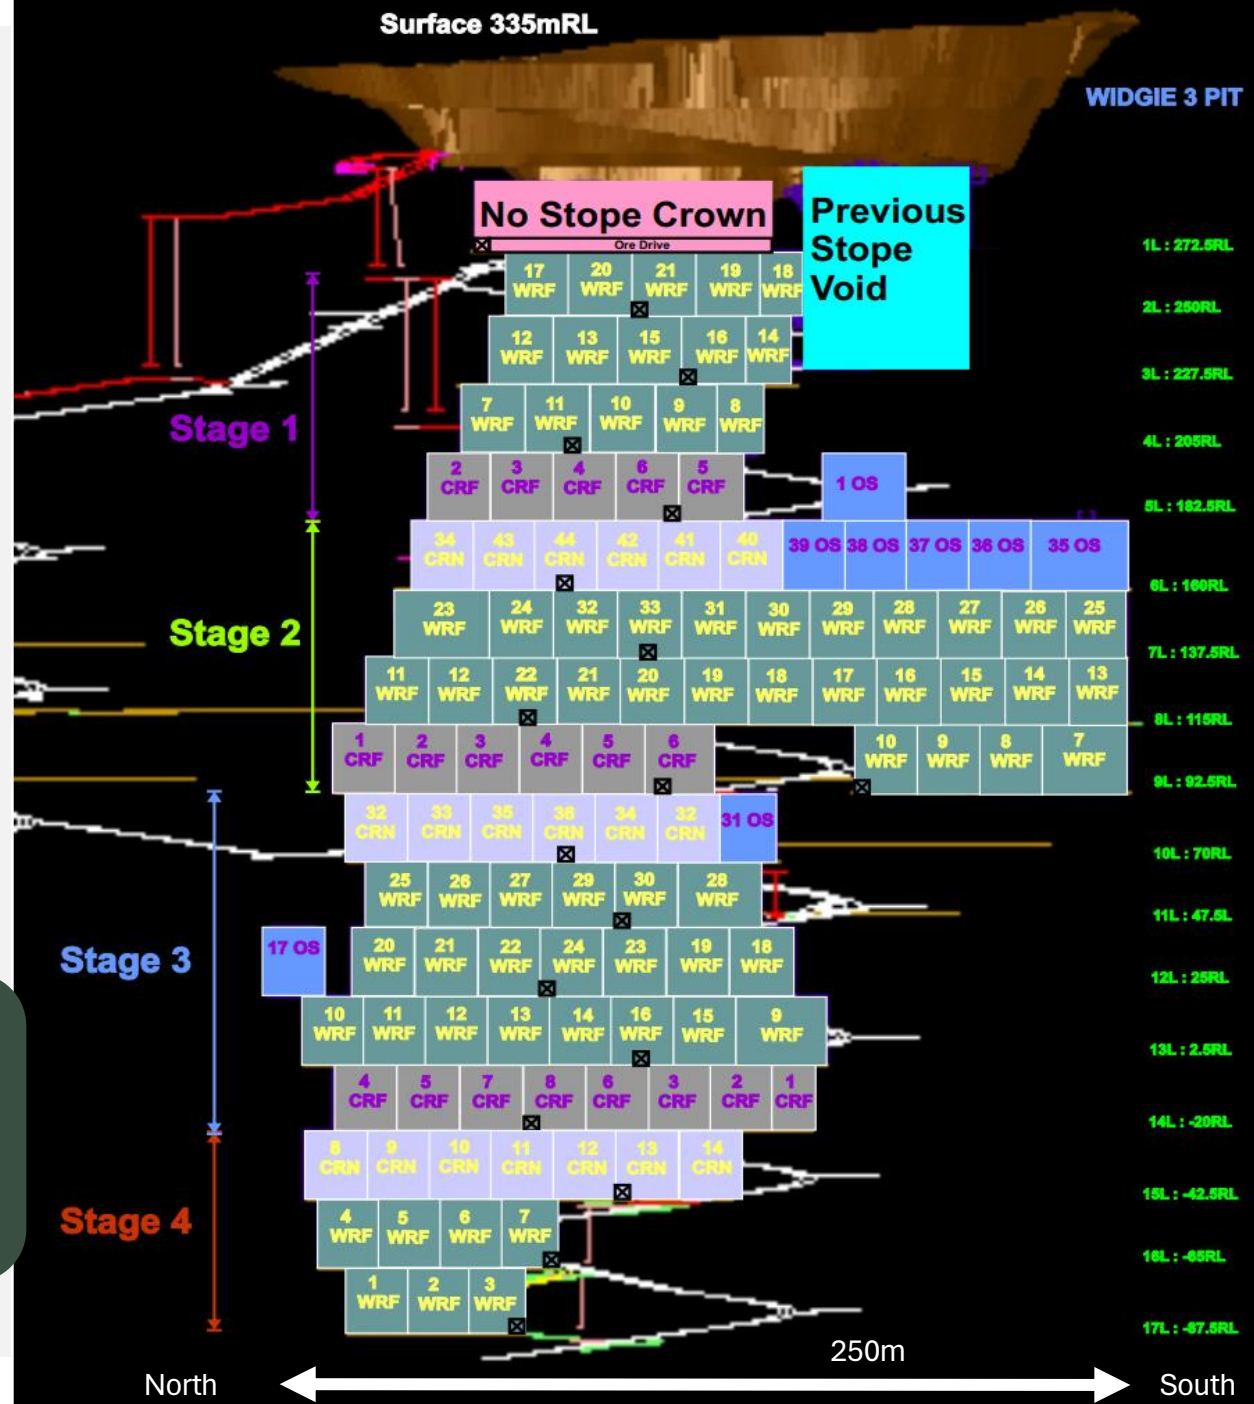 Surface 335mRL
WIDGIE 3 PIT
No Stope Crown
Previous
Stope
Void
Ore Drive
1L : 272.5RL
17 20 21 19 18
WRF WRF WRF WRF WRF
2L : 250RL
12 13 15 16 14
WRF WRF WRF WRF WRF
3L : 227.5RL
7 11 10 9 8
WRF WRF WRF WRF WRF
Stage 1
4L : 205RL
2 3 4 6 5
CRF CRF CRF CRF CRF
1 OS
5L : 182.5RL
34 43 44 42 41 40
CRN CRN CRN CRN CRN CRN
39 OS 38 OS 37 OS 36 OS 35 OS
6L : 160RL
23 24 32 33 31 30 29 28 27 26 25
WRF WRF WRF WRF WRF WRF WRF WRF WRF WRF WRF
Stage 2
7L : 137.5RL
11 12 22 21 20 19 18 17 16 15 14 13
WRF WRF WRF WRF WRF WRF WRF WRF WRF WRF WRF WRF
8L : 115RL
1 2 3 4 5 6 10 9 8 7
CRF CRF CRF CRF CRF CRF WRF WRF WRF WRF
9L : 92.5RL
32 33 35 36 34 32
CRN CRN CRN CRN CRN CRN
31 OS
10L : 70RL
25 26 27 29 30 28
WRF WRF WRF WRF WRF WRF
11L : 47.5L
17 OS
20 21 22 24 23 19 18
WRF WRF WRF WRF WRF WRF WRF
Stage 3
12L : 25RL
10 11 12 13 14 16 15 9
WRF WRF WRF WRF WRF WRF WRF WRF
13L : 2.5RL
4 5 7 8 6 3 2 1
CRF CRF CRF CRF CRF CRF CRF CRF
14L : -20RL
8 9 10 11 12 13 14
CRN CRN CRN CRN CRN CRN CRN
15L : -42.5RL
4 5 6 7
WRF WRF WRF WRF
Stage 4
16L : -65RL
1 2 3
WRF WRF WRF
17L : -87.5RL
250m
North
South